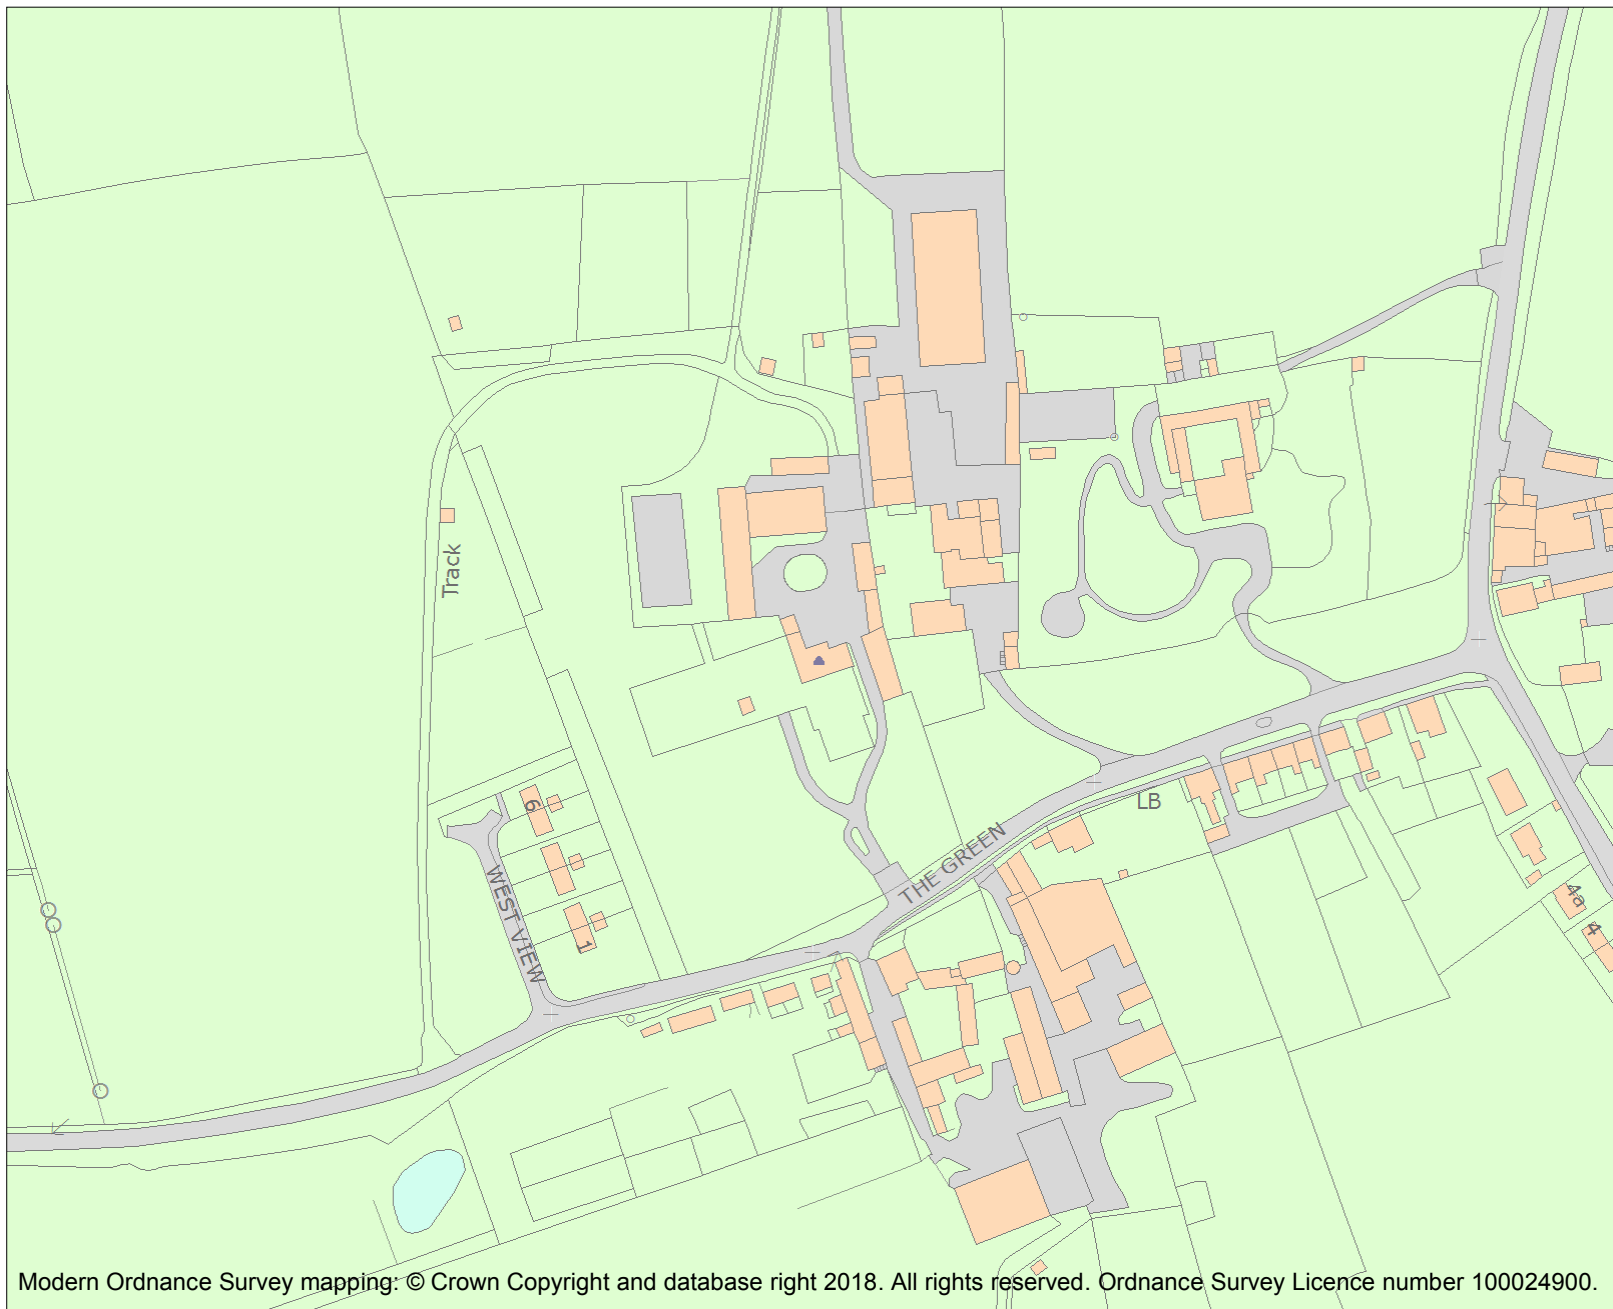 Track
6
LB
THE GREEN
WEST VIEW
4a
1
4
Modern Ordnance Survey mapping: © Crown Copyright and database right 2018. All rights reserved. Ordnance Survey Licence number 100024900.